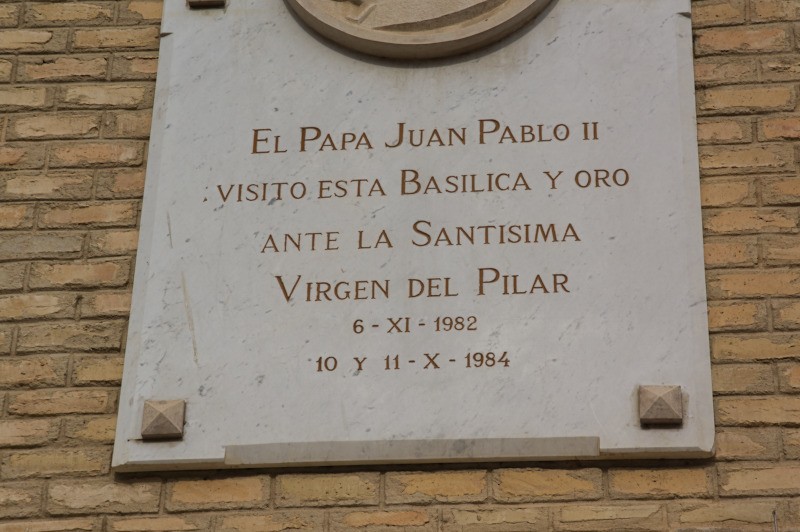 El Papa Juan Pablo II
visito esta Basilica y oro
ante la Santisima
Virgen del Pilar
6 - XI - 1982
10 y 11 - X - 1984